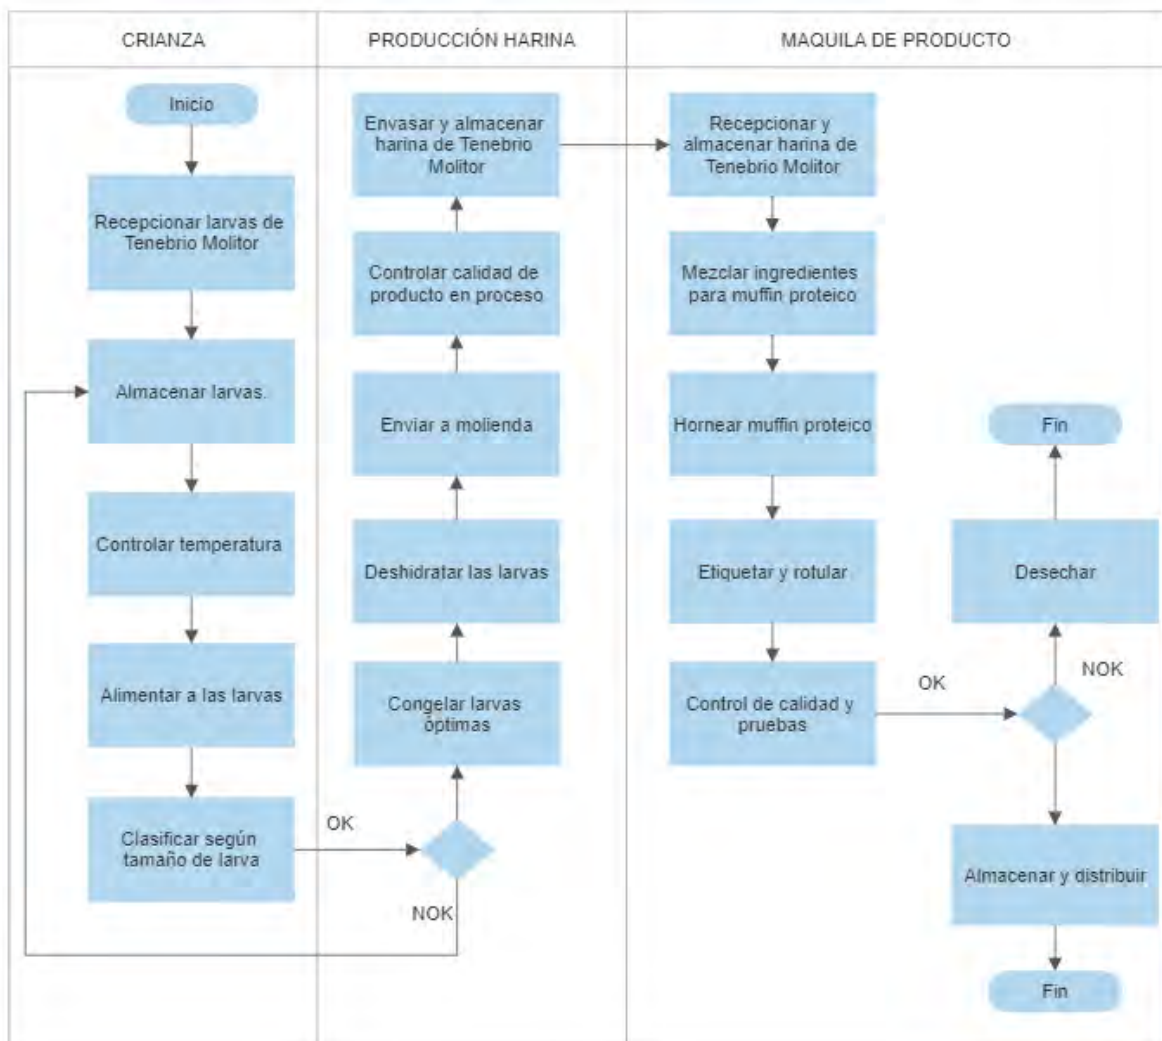 CRIANZA
PRODUCCIÓN HARINA
MAQUILA DE PRODUCTO
Inicio
Recepcionar larvas de
Tenebrio Molitor
Almacenar larvas.
Controlar temperatura
Alimentar a las larvas
Clasificar según
tamaño de larva
OK
NOK
Congelar larvas
óptimas
Deshidratar las larvas
Enviar a molienda
Controlar calidad de
producto en proceso
Envasar y almacenar
harina de Tenebrio
Molitor
Recepcionar y
almacenar harina de
Tenebrio Molitor
Mezclar ingredientes
para muffin proteico
Hornear muffin proteico
Etiquetar y rotular
Control de calidad y
pruebas
OK
NOK
Desechar
Fin
Almacenar y distribuir
Fin